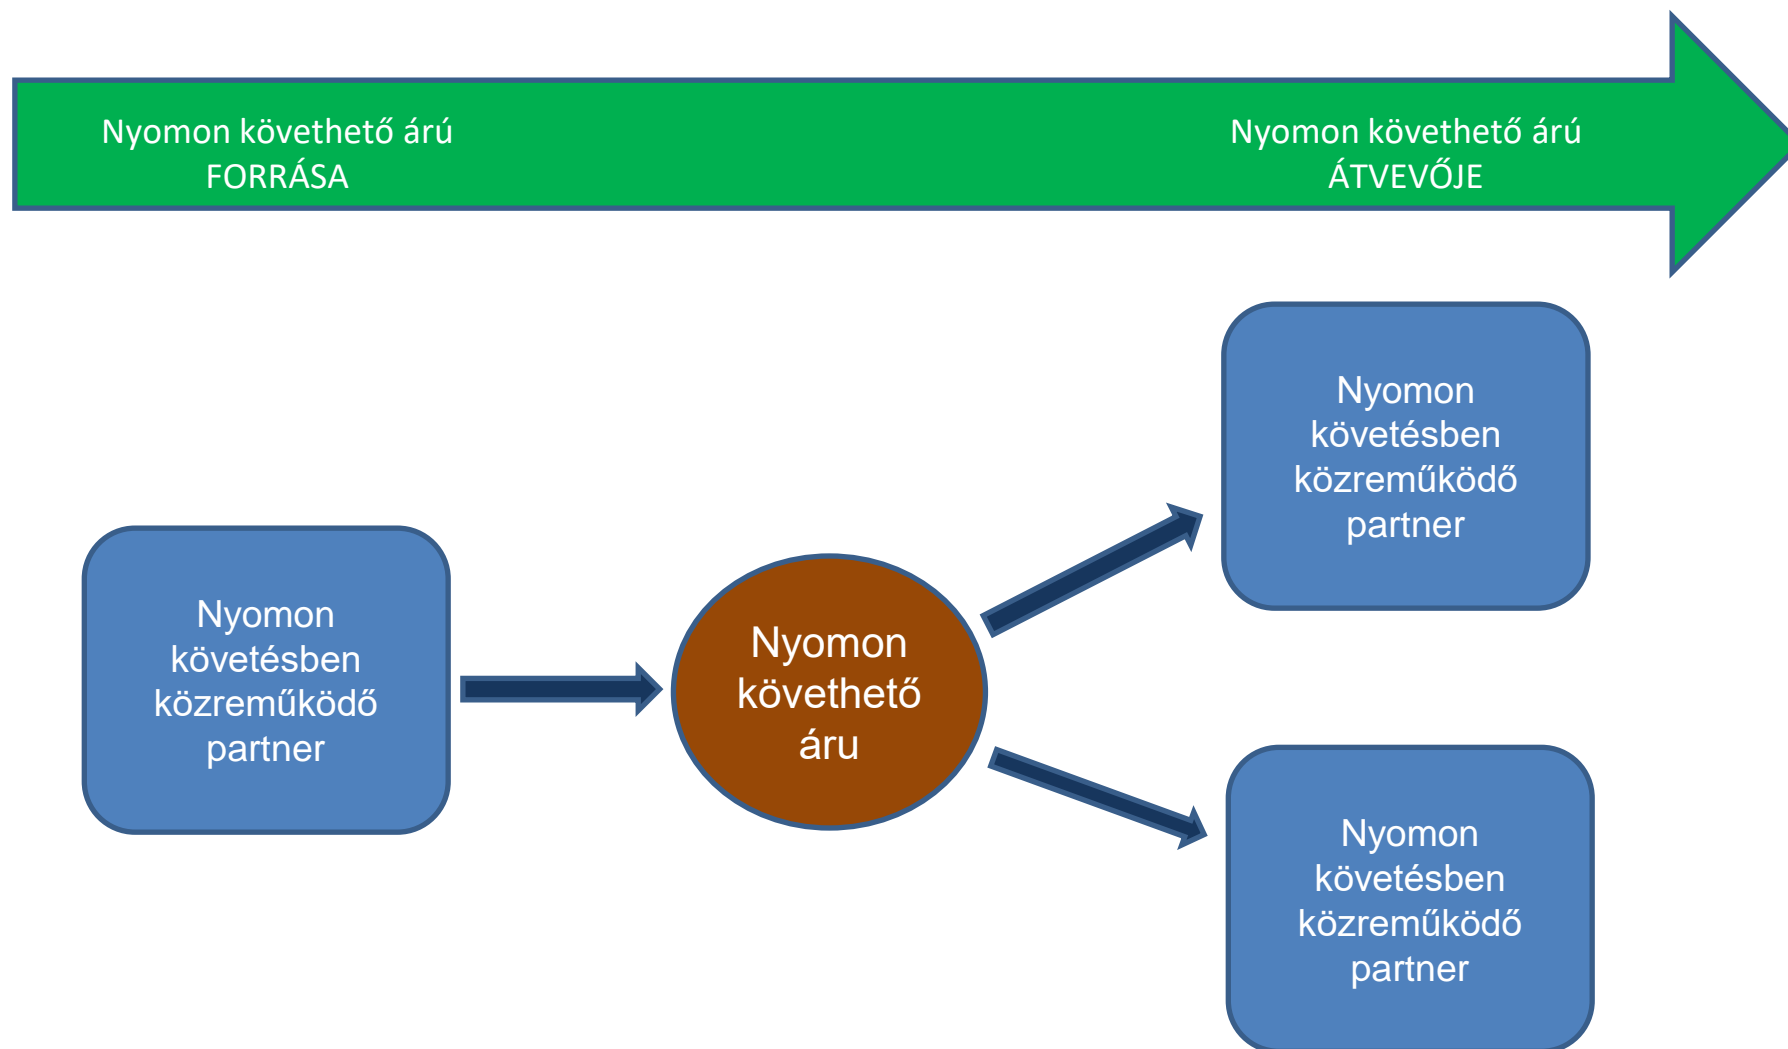 Nyomon követhető árú
FORRÁSA
Nyomon követhető árú
ÁTVEVŐJE
Nyomon
követésben
közreműködő
partner
Nyomon
követhető
áru
Nyomon
követésben
közreműködő
partner
Nyomon
követésben
közreműködő
partner